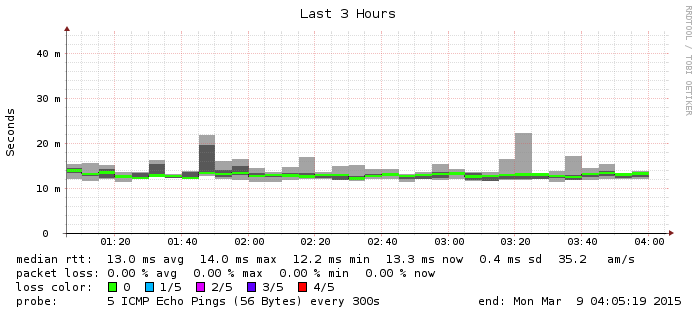 Last 3 Hours
RRDTOOL / TOBI OETIKER
Seconds
40 m
30 m
20 m
10 m
0
01:20 01:40 02:00 02:20 02:40 03:00 03:20 03:40 04:00
median rtt: 13.0 ms avg 14.0 ms max 12.2 ms min 13.3 ms now 0.4 ms sd 35.2 am/s
packet loss: 0.00 % avg 0.00 % max 0.00 % min 0.00 % now
loss color: 0 1/5 2/5 3/5 4/5
probe: 5 ICMP Echo Pings (56 Bytes) every 300s end: Mon Mar 9 04:05:19 2015